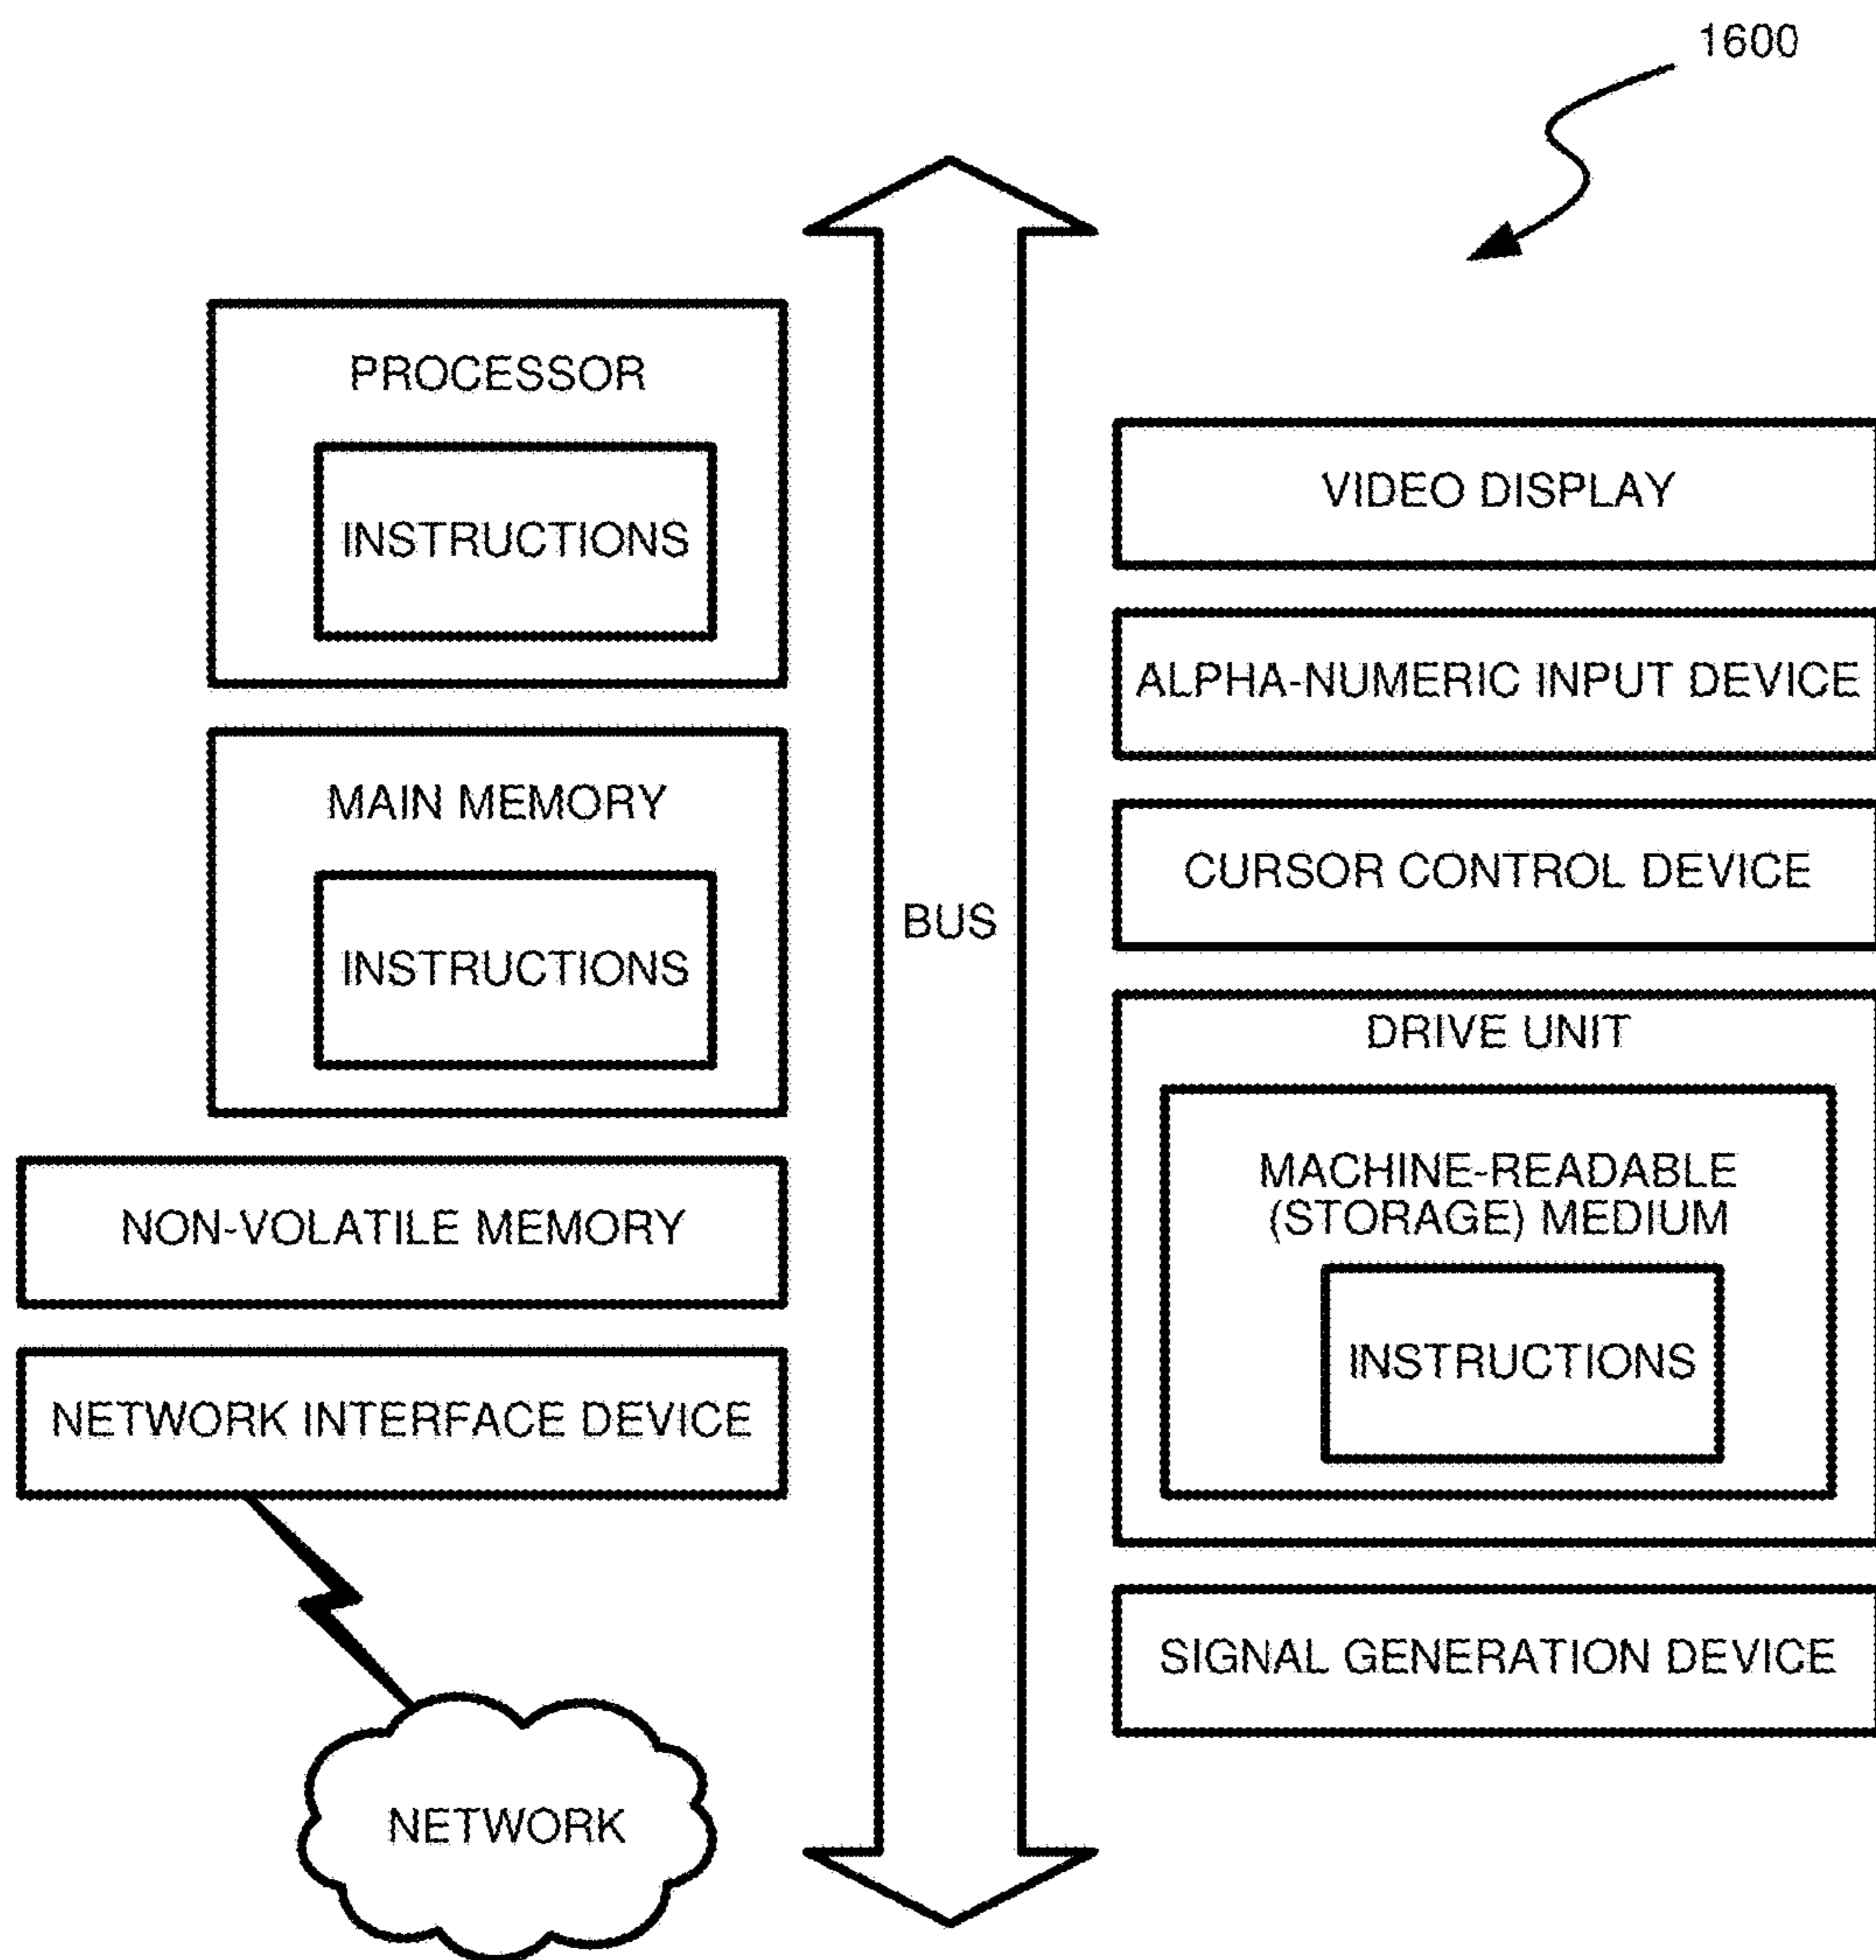 1600
PROCESSOR
INSTRUCTIONS
MAIN MEMORY
INSTRUCTIONS
NON-VOLATILE MEMORY
NETWORK INTERFACE DEVICE
NETWORK
BUS
VIDEO DISPLAY
ALPHA-NUMERIC INPUT DEVICE
CURSOR CONTROL DEVICE
DRIVE UNIT
MACHINE-READABLE
(STORAGE) MEDIUM
INSTRUCTIONS
SIGNAL GENERATION DEVICE